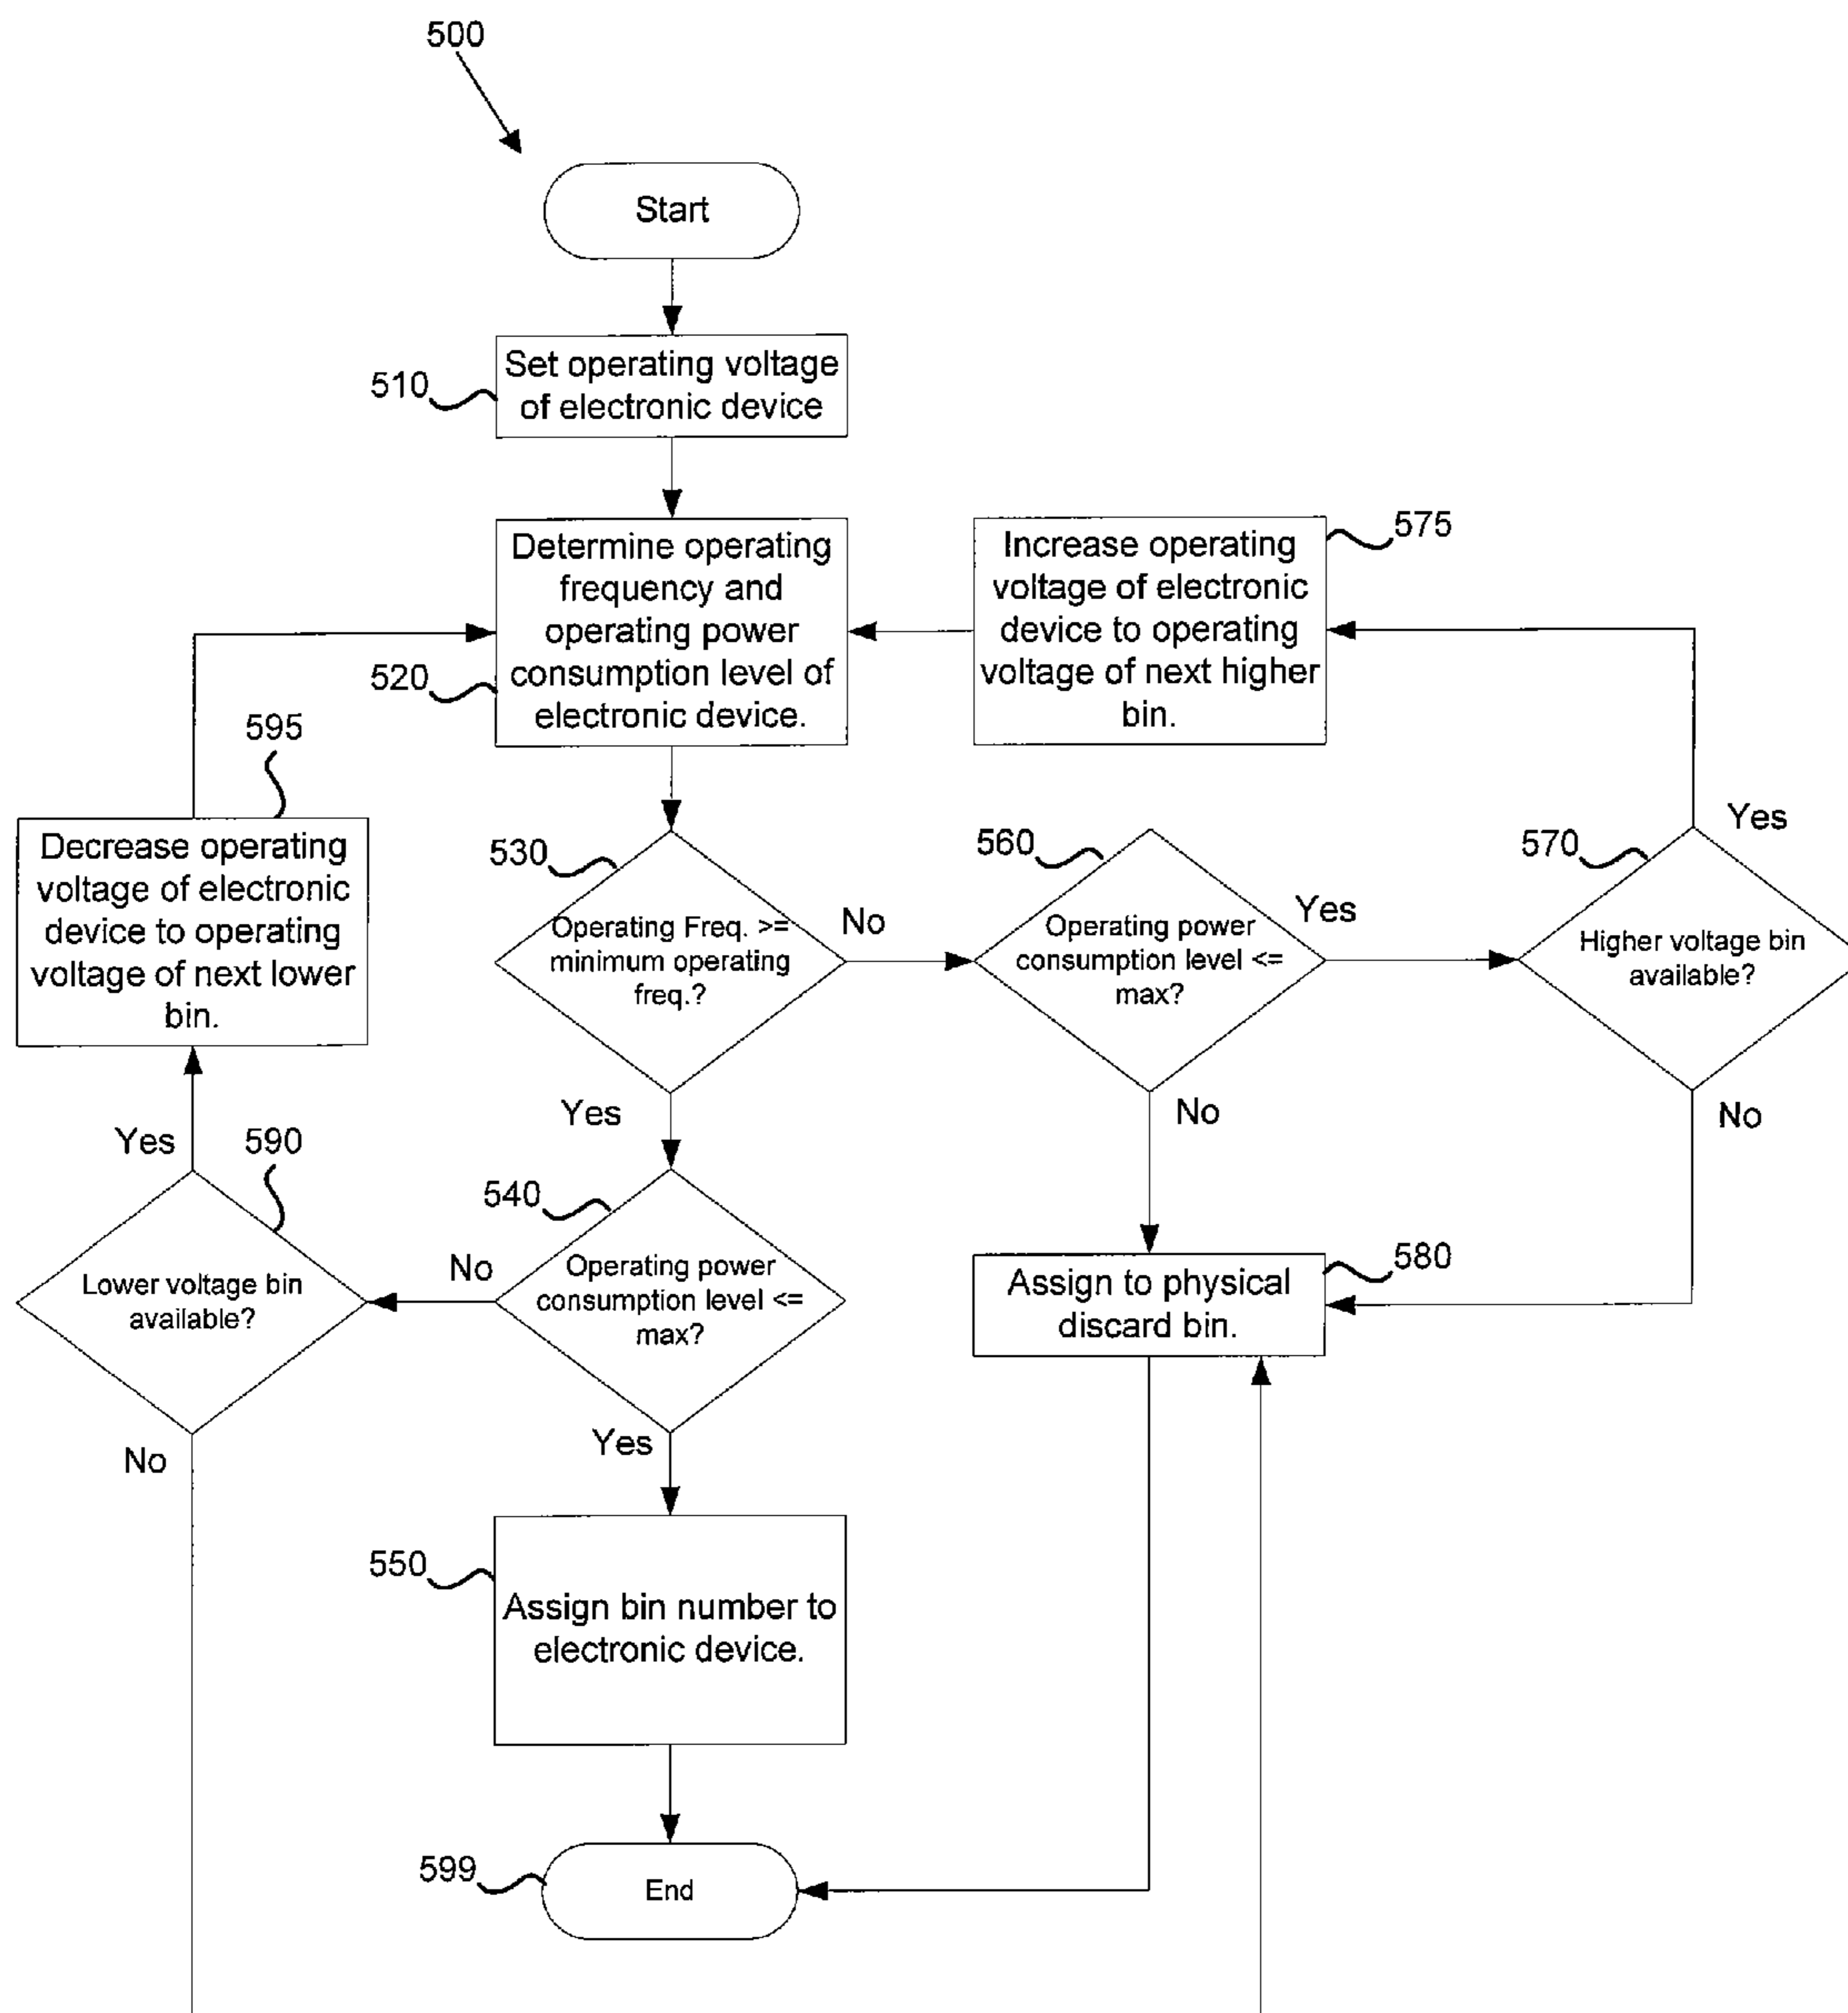 500
Start
510
Set operating voltage
of electronic device
520
Determine operating
frequency and
operating power
consumption level of
electronic device.
575
Increase operating
voltage of electronic
device to operating
voltage of next higher
bin.
595
Decrease operating
voltage of electronic
device to operating
voltage of next lower
bin.
530
Operating Freq. >=
minimum operating
freq.?
No
Yes
560
Operating power
consumption level <=
max?
Yes
No
570
Higher voltage bin
available?
Yes
No
590
Lower voltage bin
available?
Yes
No
540
Operating power
consumption level <=
max?
No
Yes
580
Assign to physical
discard bin.
550
Assign bin number to
electronic device.
599
End